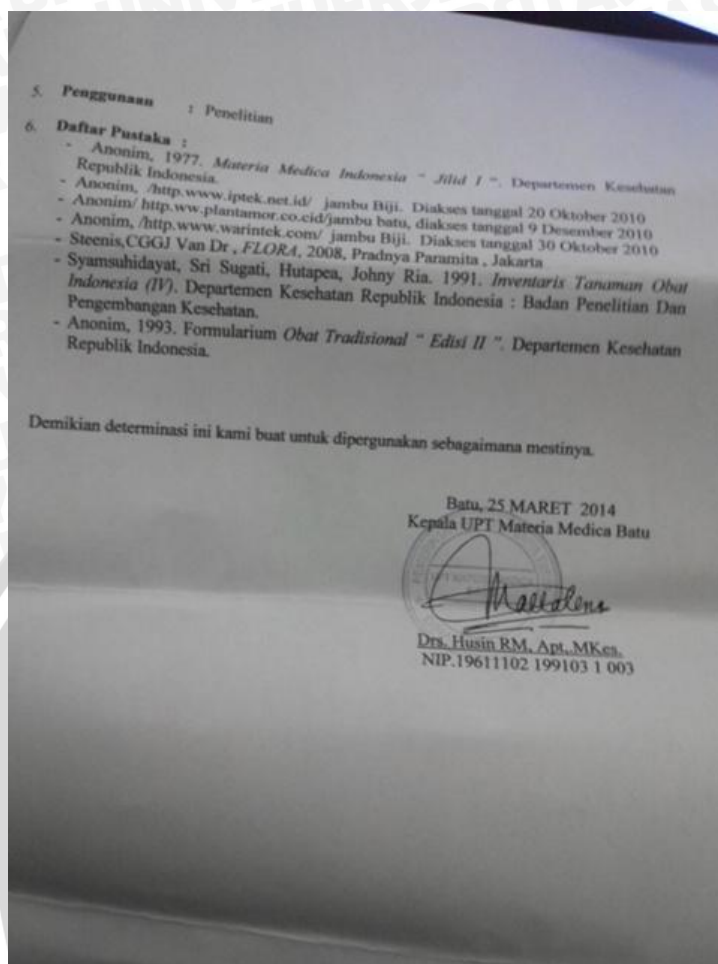 5. Penggunaan : Penelitian
6. Daftar Pustaka :
- Anonim, 1977. Materia Medica Indonesia " Jilid I ". Departemen Kesehatan
Republik Indonesia.
- Anonim, /http.www.iptek.net.id/ jambu Biji. Diakses tanggal 20 Oktober 2010
- Anonim/ http.ww.plantamor.co.cid/jambu batu, diakses tanggal 9 Desember 2010
- Anonim, /http.www.warintek.com/ jambu Biji. Diakses tanggal 30 Oktober 2010
- Steenis,CGGJ Van Dr , FLORA, 2008, Pradnya Paramita , Jakarta
- Syamsuhidayat, Sri Sugati, Hutapea, Johny Ria. 1991. Inventaris Tanaman Obat
Indonesia (IV). Departemen Kesehatan Republik Indonesia : Badan Penelitian Dan
Pengembangan Kesehatan.
- Anonim, 1993. Formularium Obat Tradisional " Edisi II ". Departemen Kesehatan
Republik Indonesia.
Demikian determinasi ini kami buat untuk dipergunakan sebagaimana mestinya.
Batu, 25 MARET 2014
Kepala UPT Materia Medica Batu
Drs. Husin RM, Apt, MKes.
NIP.19611102 199103 1 003